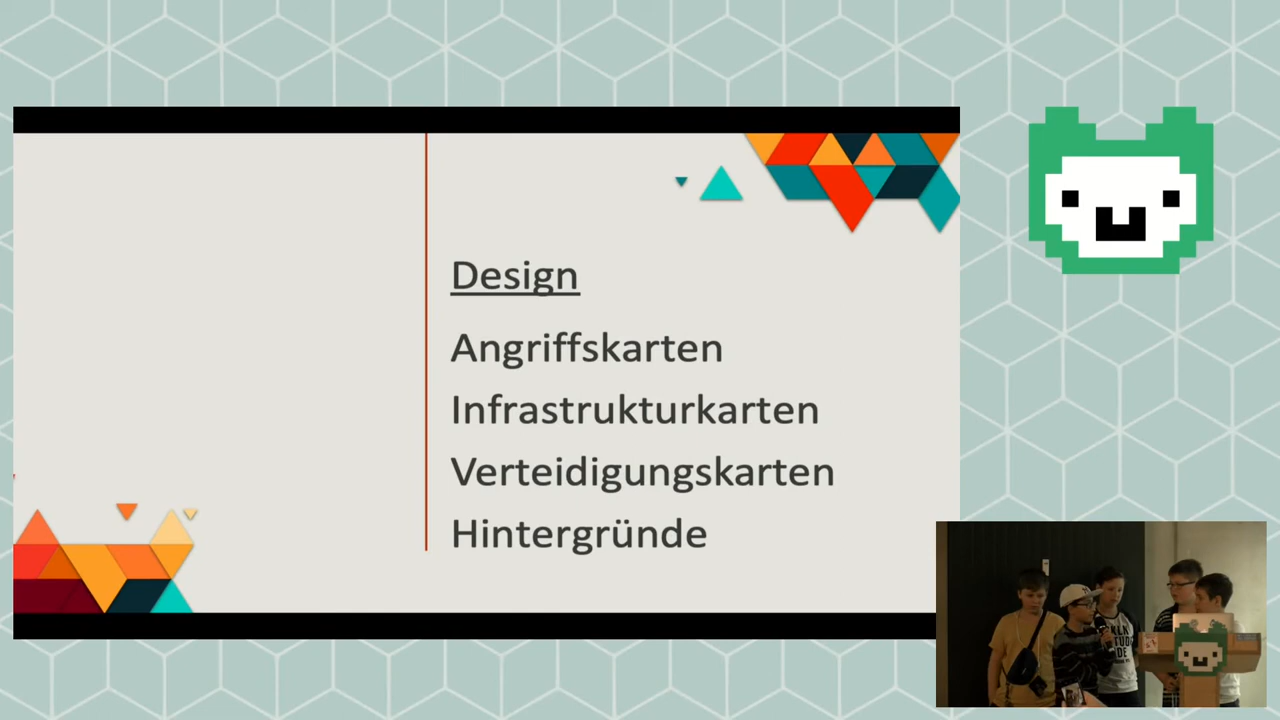 Design
Angriffskarten
Infrastrukturkarten
Verteidigungskarten
Hintergründe